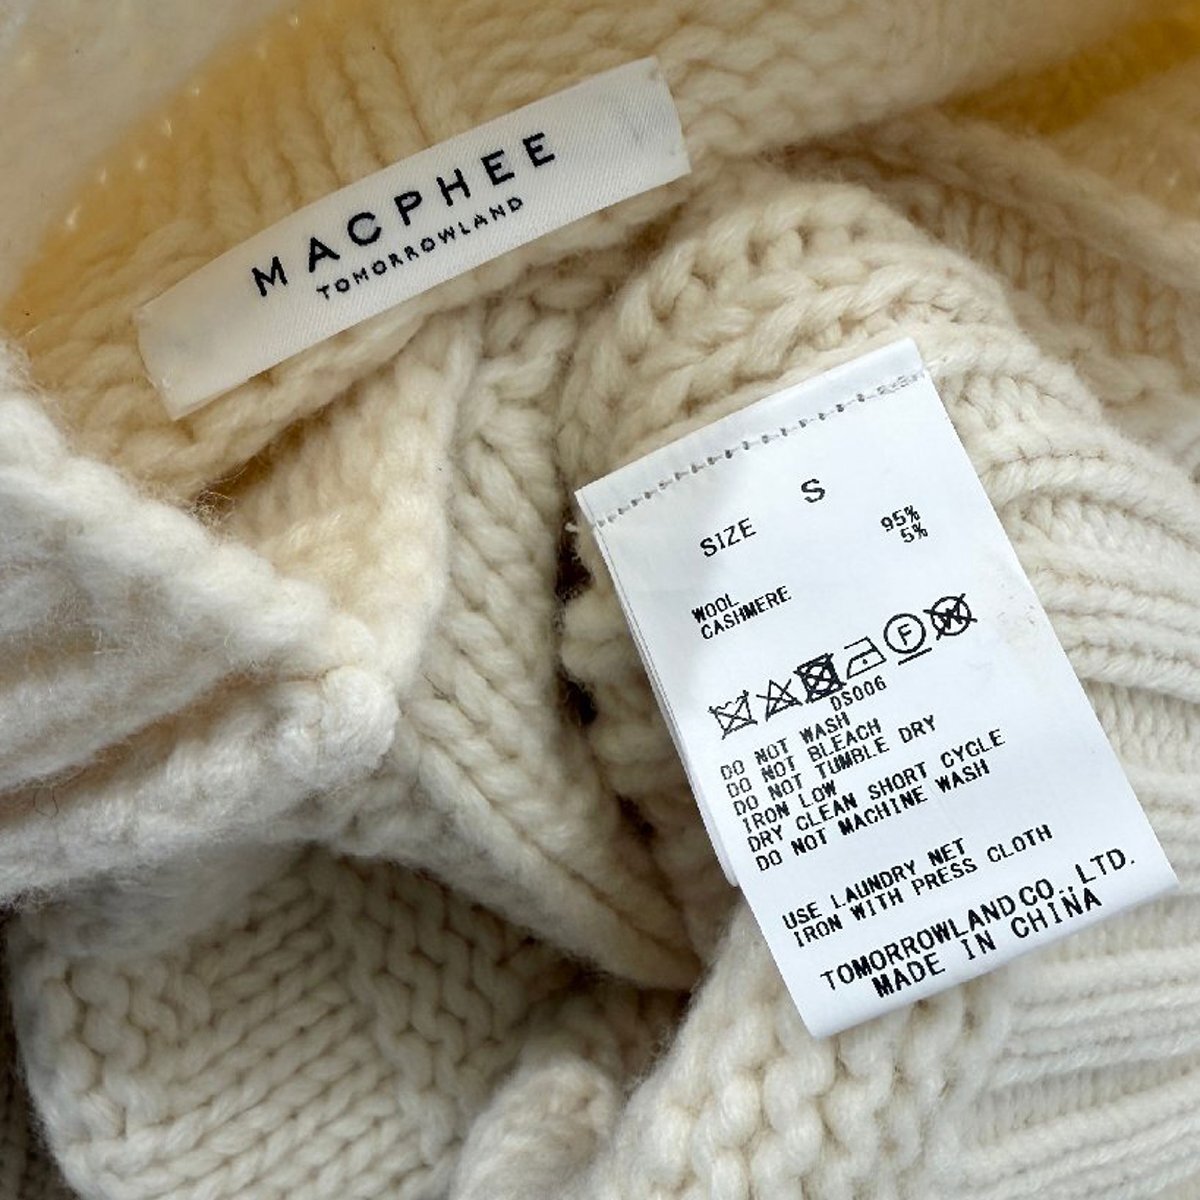 MACPHEE
TOMORROWLAND
SIZE S
WOOL 95%
CASHMERE 5%
F W
DS006
DO NOT WASH
DO NOT BLEACH
DO NOT TUMBLE DRY
IRON LOW
DRY CLEAN SHORT CYCLE
DO NOT MACHINE WASH
USE LAUNDRY NET
IRON WITH PRESS CLOTH
TOMORROWLAND CO.,LTD.
MADE IN CHINA